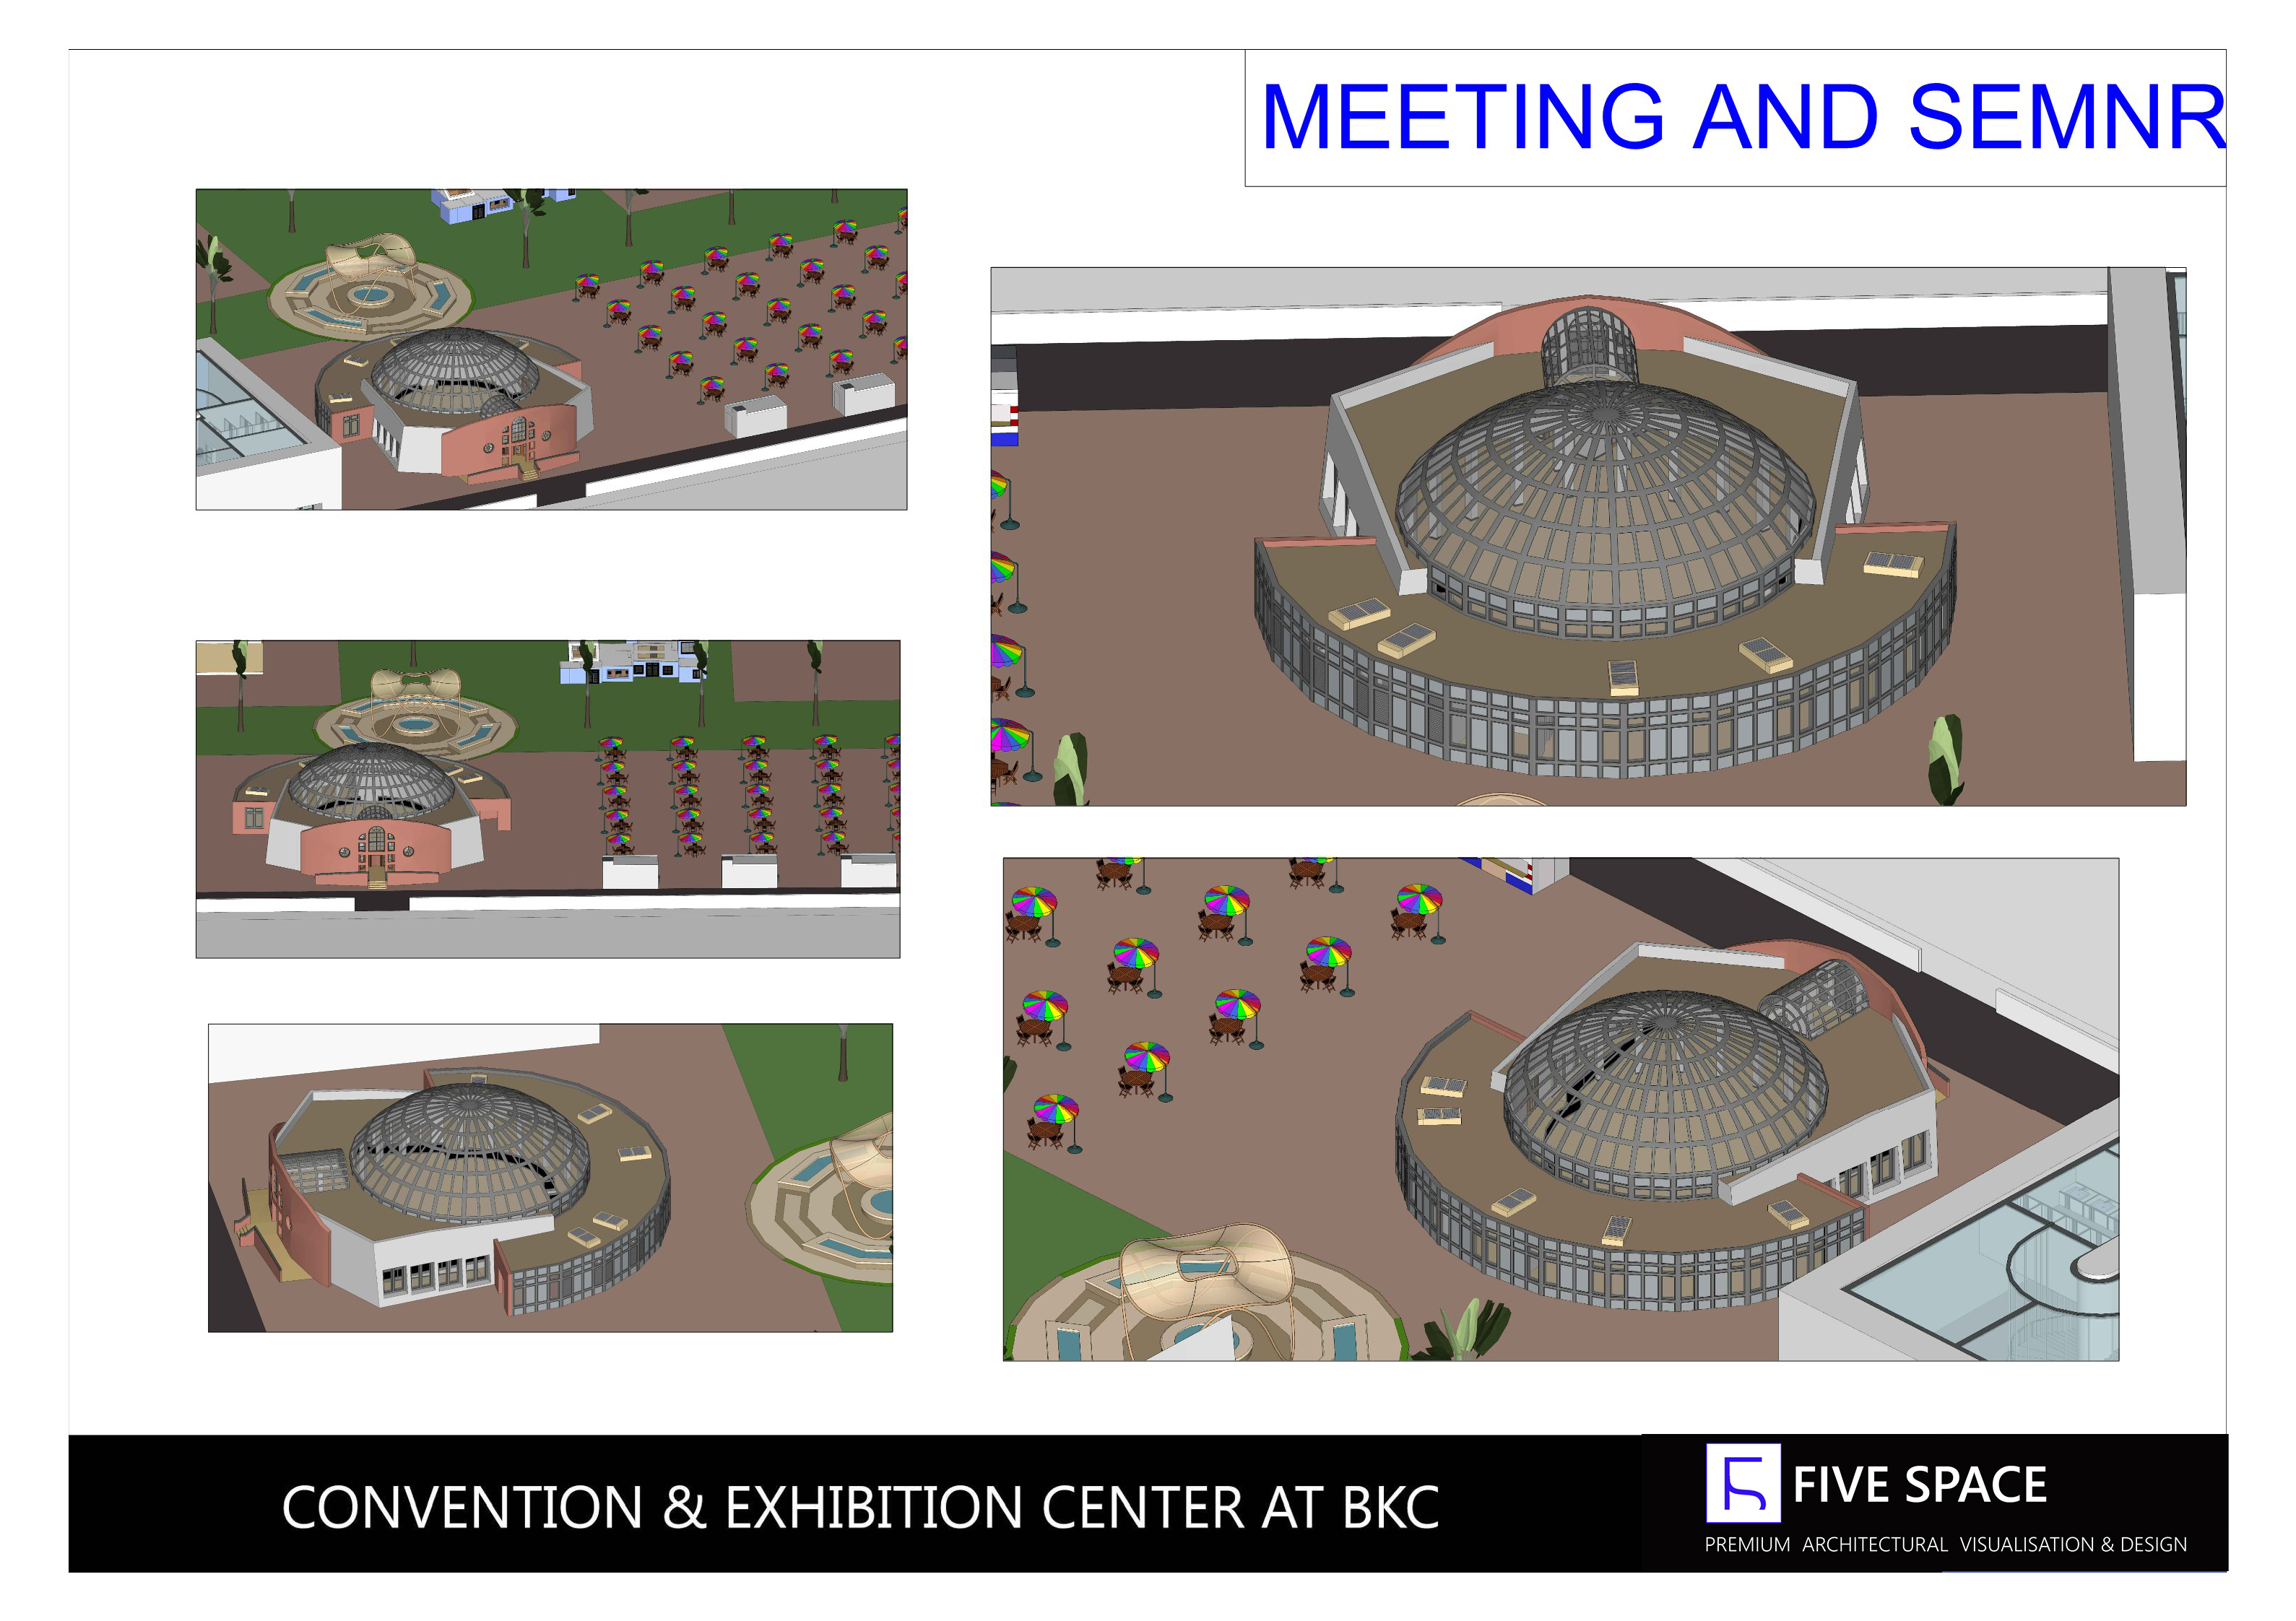 MEETING AND SEMNR
CONVENTION & EXHIBITION CENTER AT BKC
FIVE SPACE
PREMIUM ARCHITECTURAL VISUALISATION & DESIGN